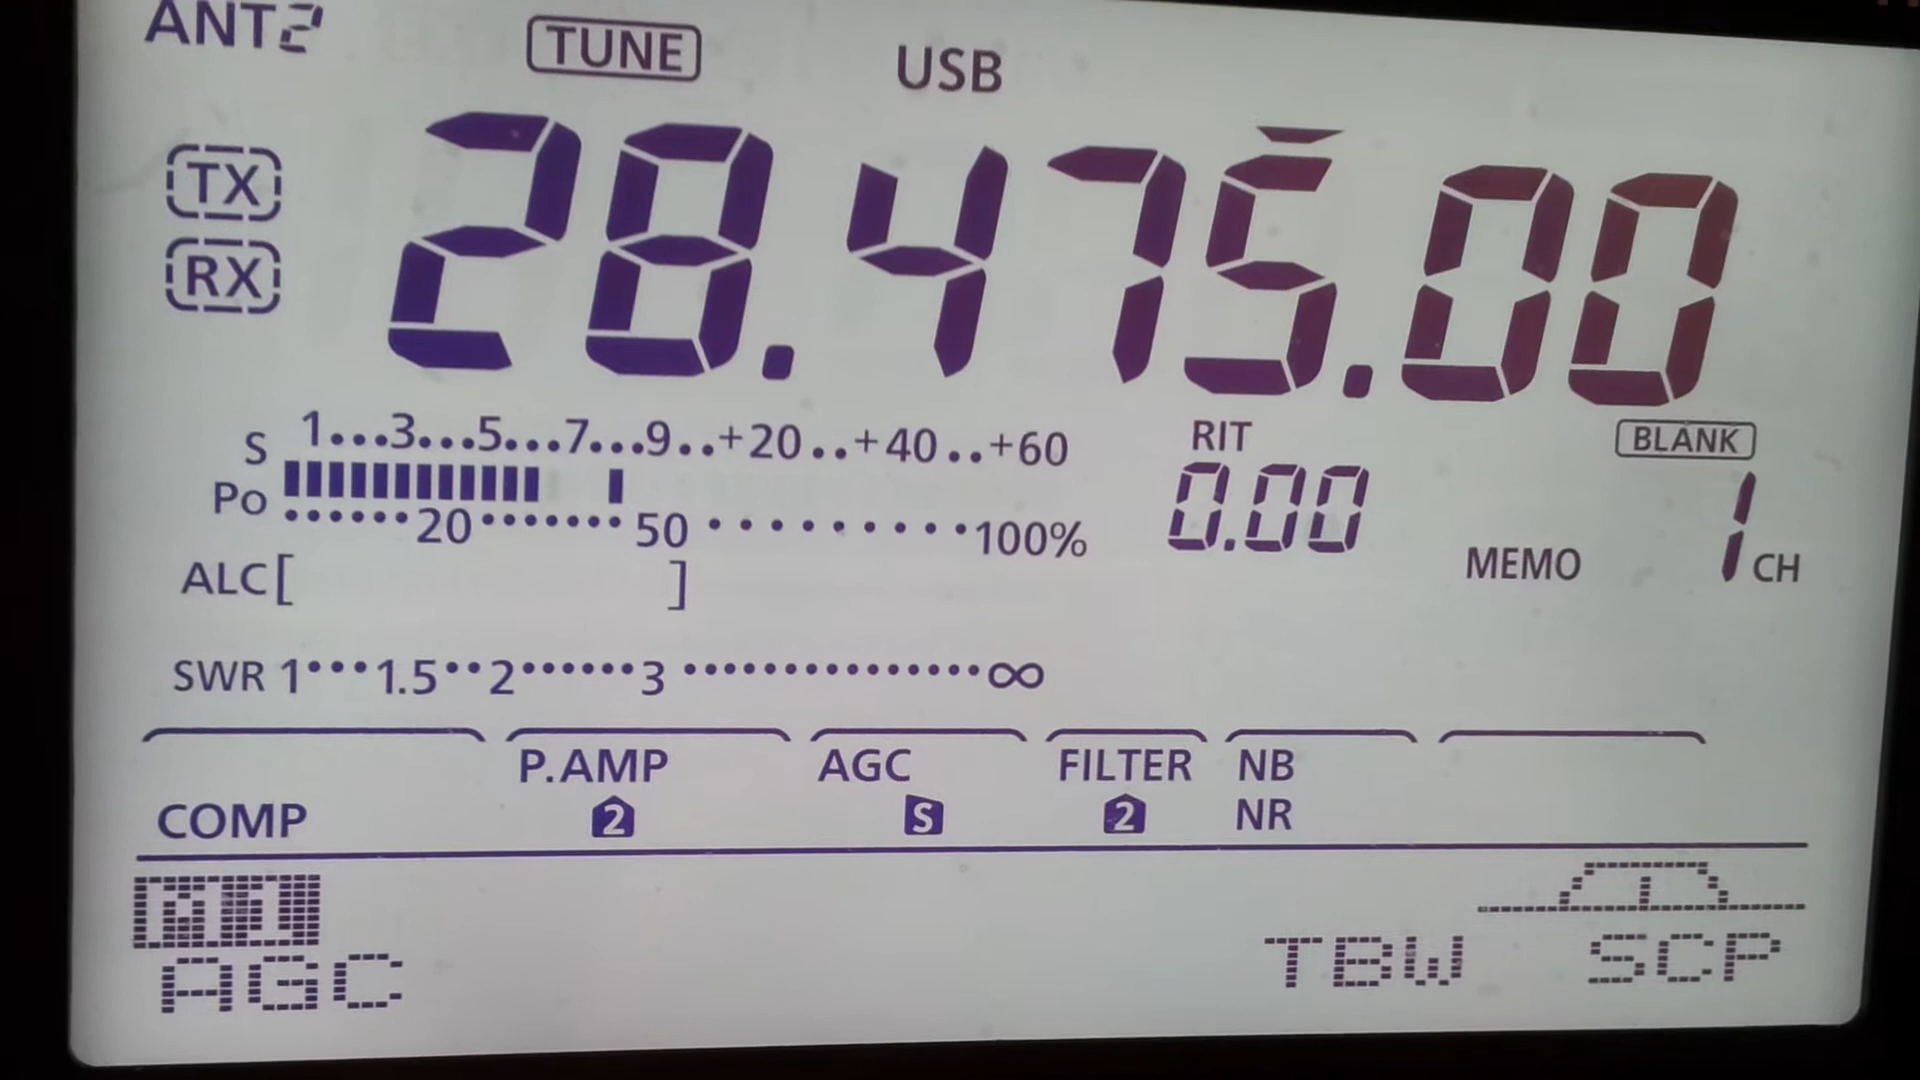 ANT2 TUNE USB
TX
RX
28.475.00
S 1...3...5...7...9..+20..+40..+60
Po ......20.......50..........100%
RIT
0.00
BLANK
MEMO 1 CH
ALC[ ]
SWR 1•••1.5••2••••••3•••••••••••••••∞
P.AMP AGC FILTER NB
COMP 2 S 2 NR
M1
AGC TBW SCP